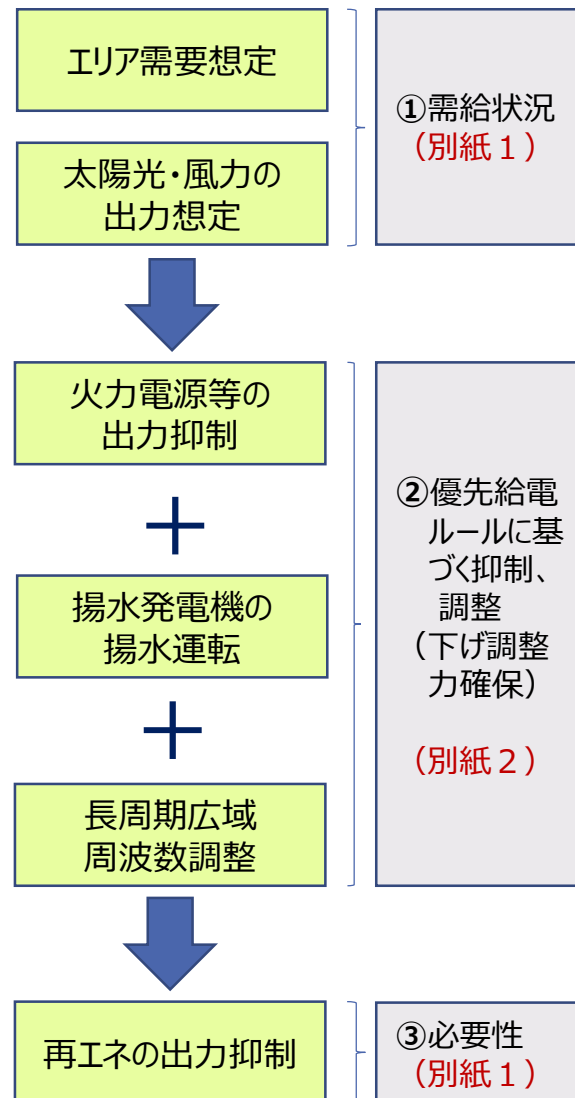 エリア需要想定
太陽光・風力の
出力想定
①需給状況
（別紙１）
火力電源等の
出力抑制
＋
揚水発電機の
揚水運転
＋
長周期広域
周波数調整
②優先給電
ルールに基
づく抑制、
調整
（下げ調整
力確保）
（別紙２）
再エネの出力抑制
③必要性
（別紙１）